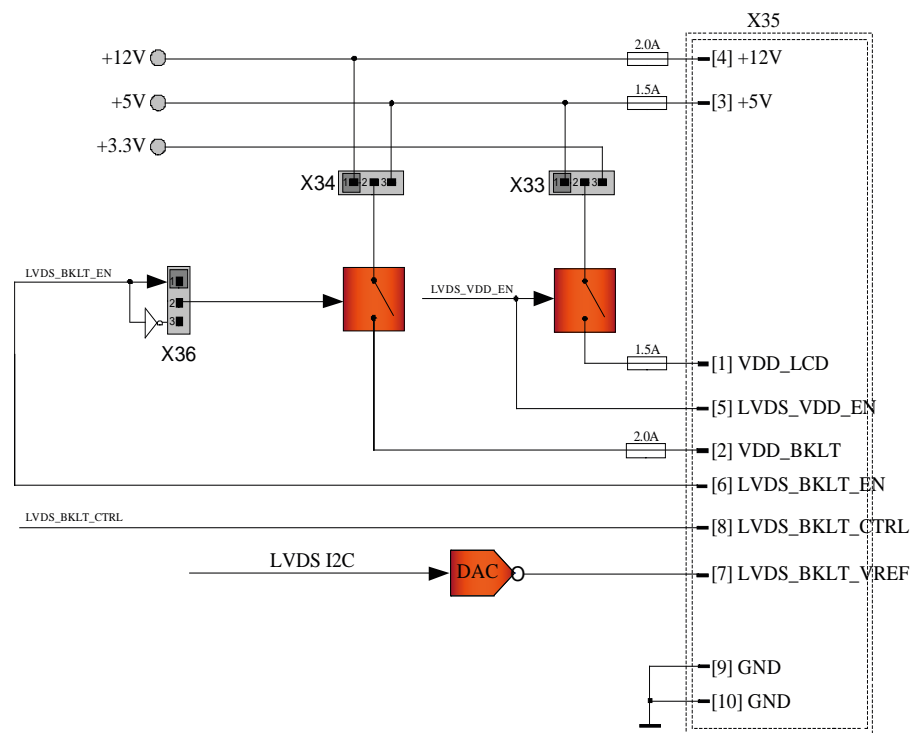 X35
2.0A
+12V
[4] +12V
1.5A
+5V
[3] +5V
+3.3V
X34
1 2 3
X33
1 2 3
LVDS_BKLT_EN
1
2
3
X36
LVDS_VDD_EN
1.5A
[1] VDD_LCD
[5] LVDS_VDD_EN
2.0A
[2] VDD_BKLT
[6] LVDS_BKLT_EN
LVDS_BKLT_CTRL
[8] LVDS_BKLT_CTRL
LVDS I2C
DAC
[7] LVDS_BKLT_VREF
[9] GND
[10] GND